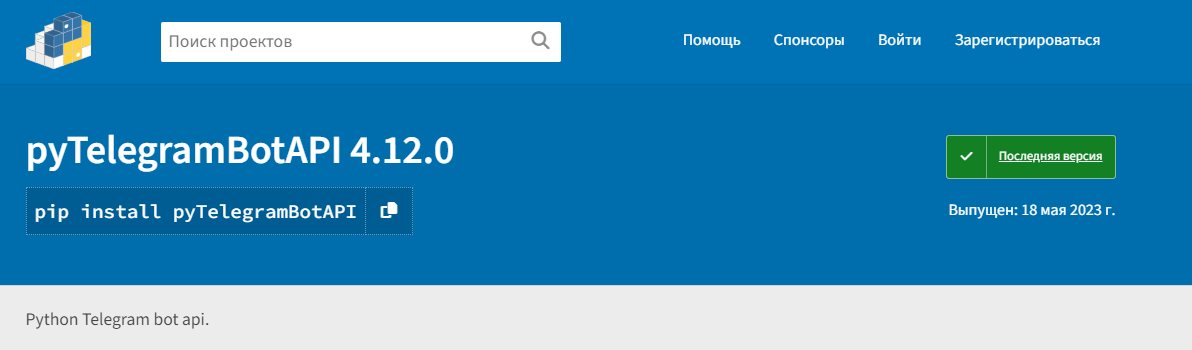 Поиск проектов
Помощь Спонсоры Войти Зарегистрироваться
pyTelegramBotAPI 4.12.0
pip install pyTelegramBotAPI
Последняя версия
Выпущен: 18 мая 2023 г.
Python Telegram bot api.